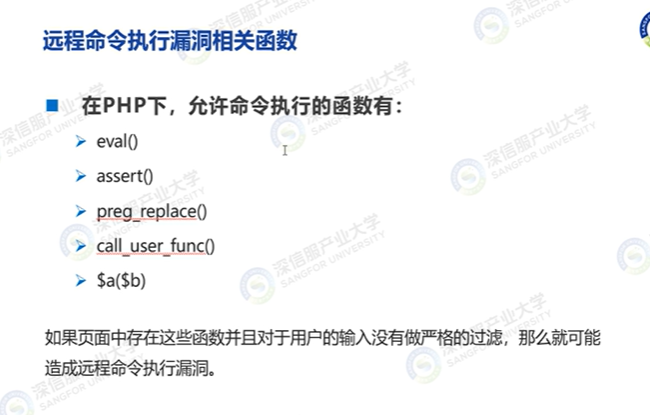 远程命令执行漏洞相关函数
在PHP下，允许命令执行的函数有：
eval()
assert()
preg_replace()
call_user_func()
$a($b)
如果页面中存在这些函数并且对于用户的输入没有做严格的过滤，那么就可能
造成远程命令执行漏洞。
深信服产业大学
SANGFOR UNIVERSITY